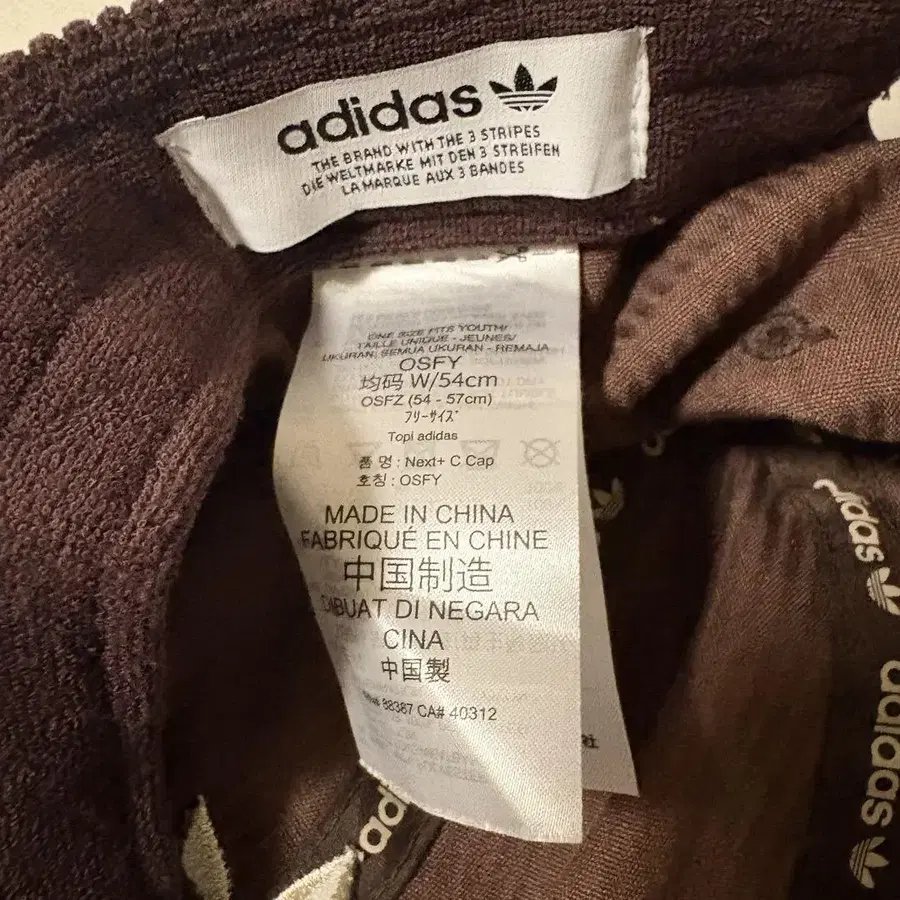 adidas
THE BRAND WITH THE 3 STRIPES
DIE WELTMARKE MIT DEN 3 STREIFEN
LA MARQUE AUX 3 BANDES
ONE SIZE FITS YOUTH/
TAILLE UNIQUE - JEUNES/
UKURAN: SEMUA UKURAN - REMAJA
OSFY
均码 W/54cm
OSFZ (54 - 57cm)
フリーサイズ
Topi adidas
품 명 : Next+ C Cap
호칭 : OSFY
MADE IN CHINA
FABRIQUÉ EN CHINE
中国制造
DIBUAT DI NEGARA
CINA
中国製
88387 CA# 40312
adidas
adidas